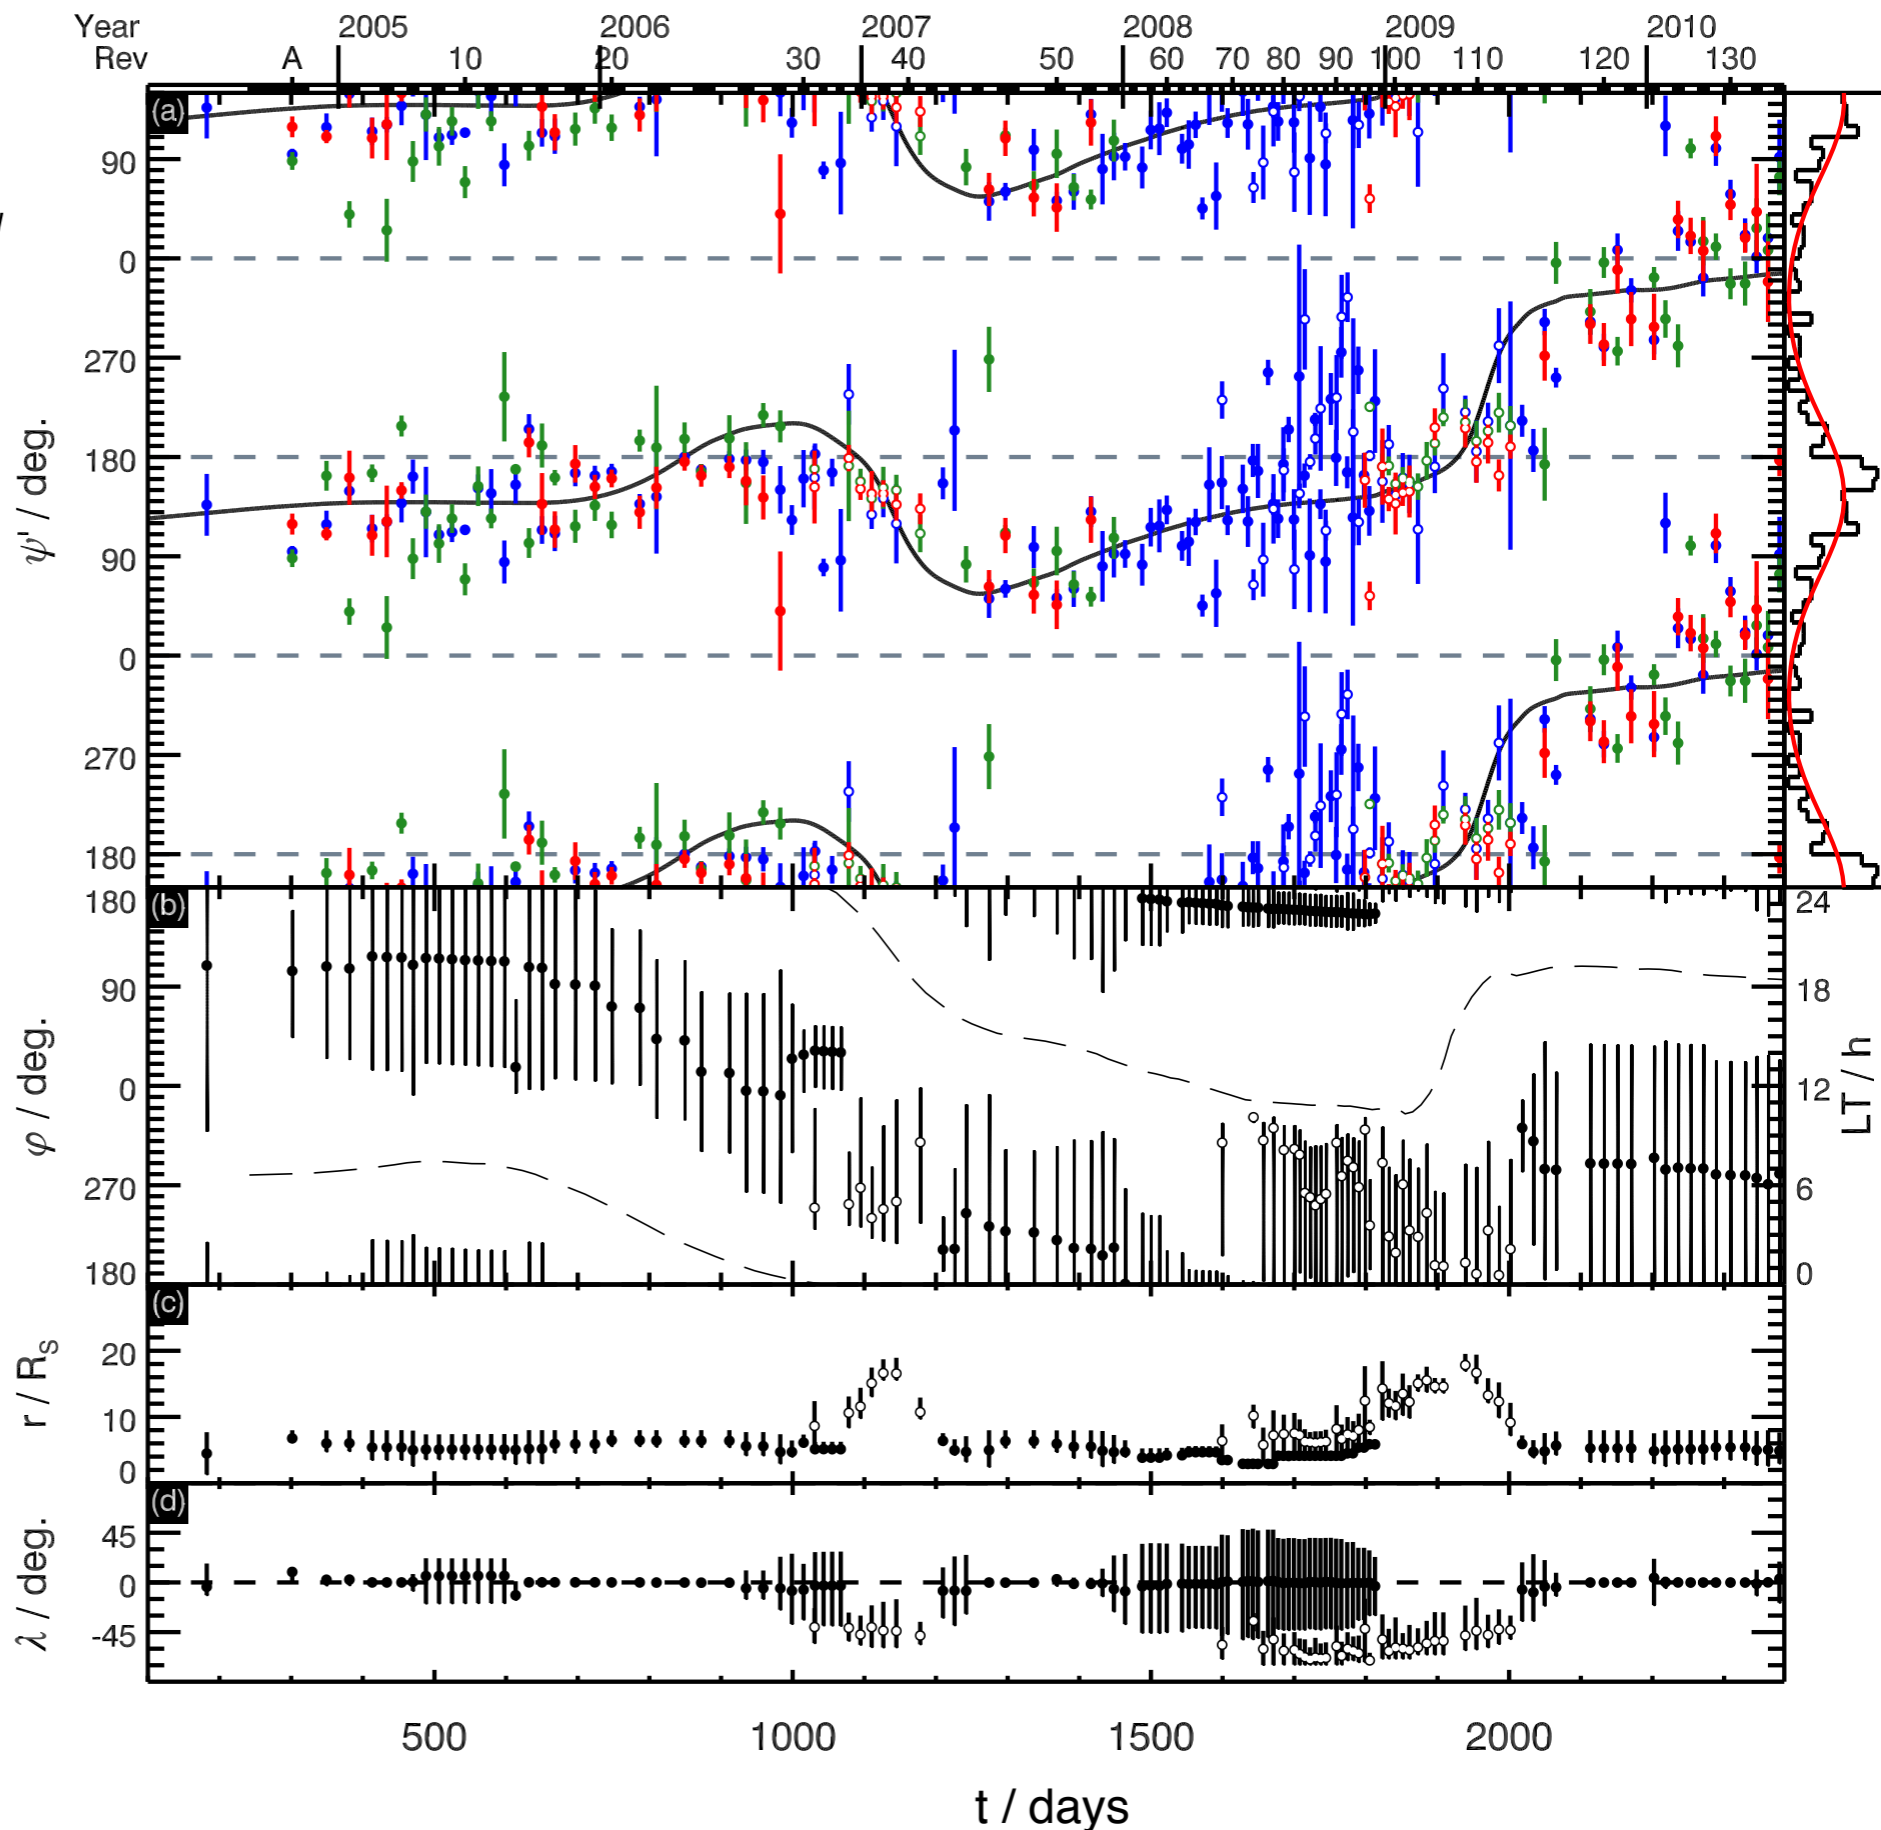 Year 2005 2006 2007 2008 2009 2010
Rev A 10 20 30 40 50 60 70 80 90 100 110 120 130
(a)
90
0
270
180
90
0
270
180
ψ' / deg.
(b)
180
90
0
270
180
φ / deg.
24
18
12
6
0
LT / h
(c)
20
10
0
r / R_S
(d)
45
0
-45
λ / deg.
500 1000 1500 2000
t / days